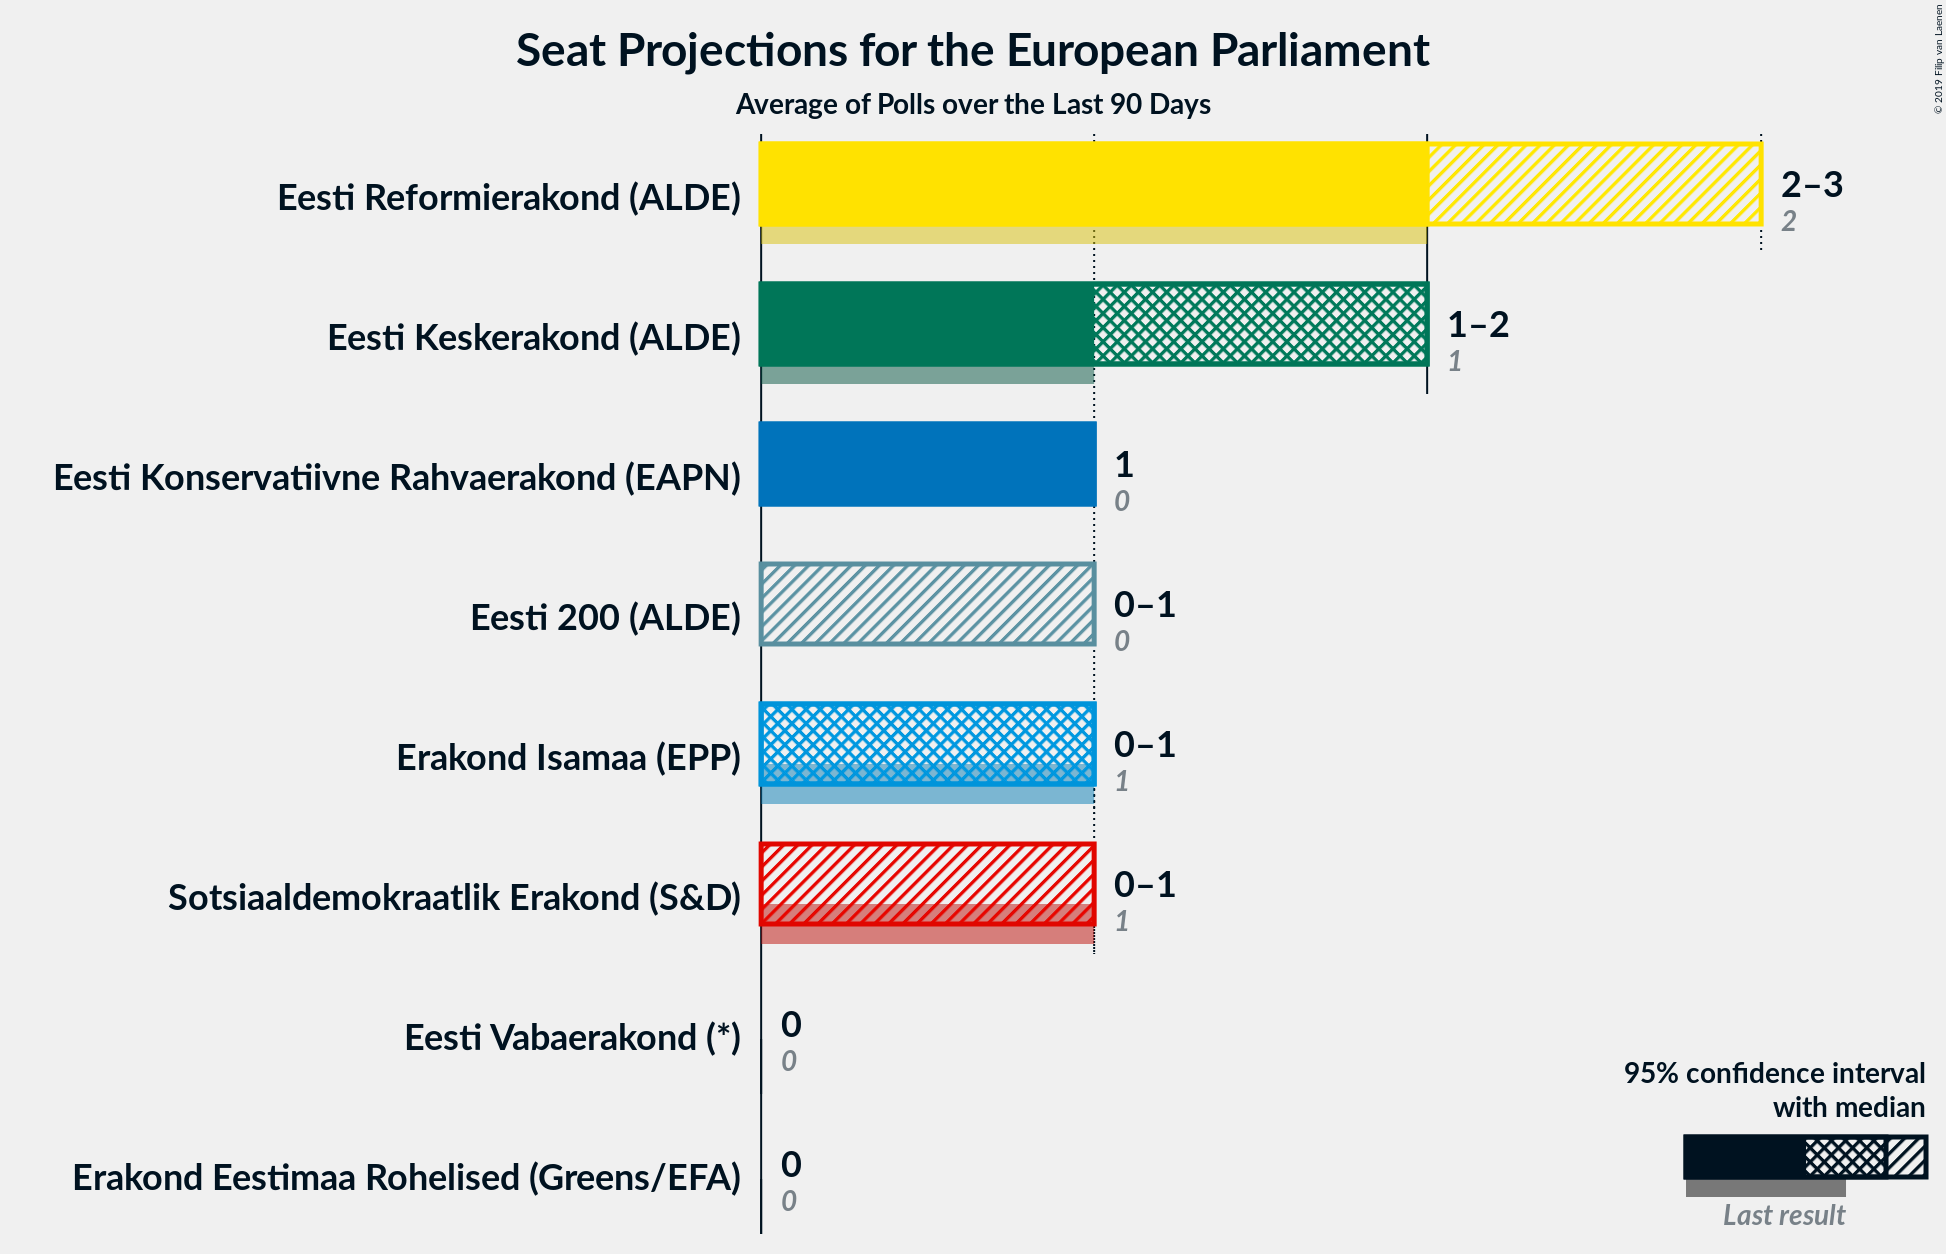 Seat Projections for the European Parliament
Average of Polls over the Last 90 Days
© 2019 Filip van Laenen
Eesti Reformierakond (ALDE)
2–3
2
Eesti Keskerakond (ALDE)
1–2
1
Eesti Konservatiivne Rahvaerakond (EAPN)
1
0
Eesti 200 (ALDE)
0–1
0
Erakond Isamaa (EPP)
0–1
1
Sotsiaaldemokraatlik Erakond (S&D)
0–1
1
Eesti Vabaerakond (*)
0
0
Erakond Eestimaa Rohelised (Greens/EFA)
0
0
95% confidence interval
with median
Last result